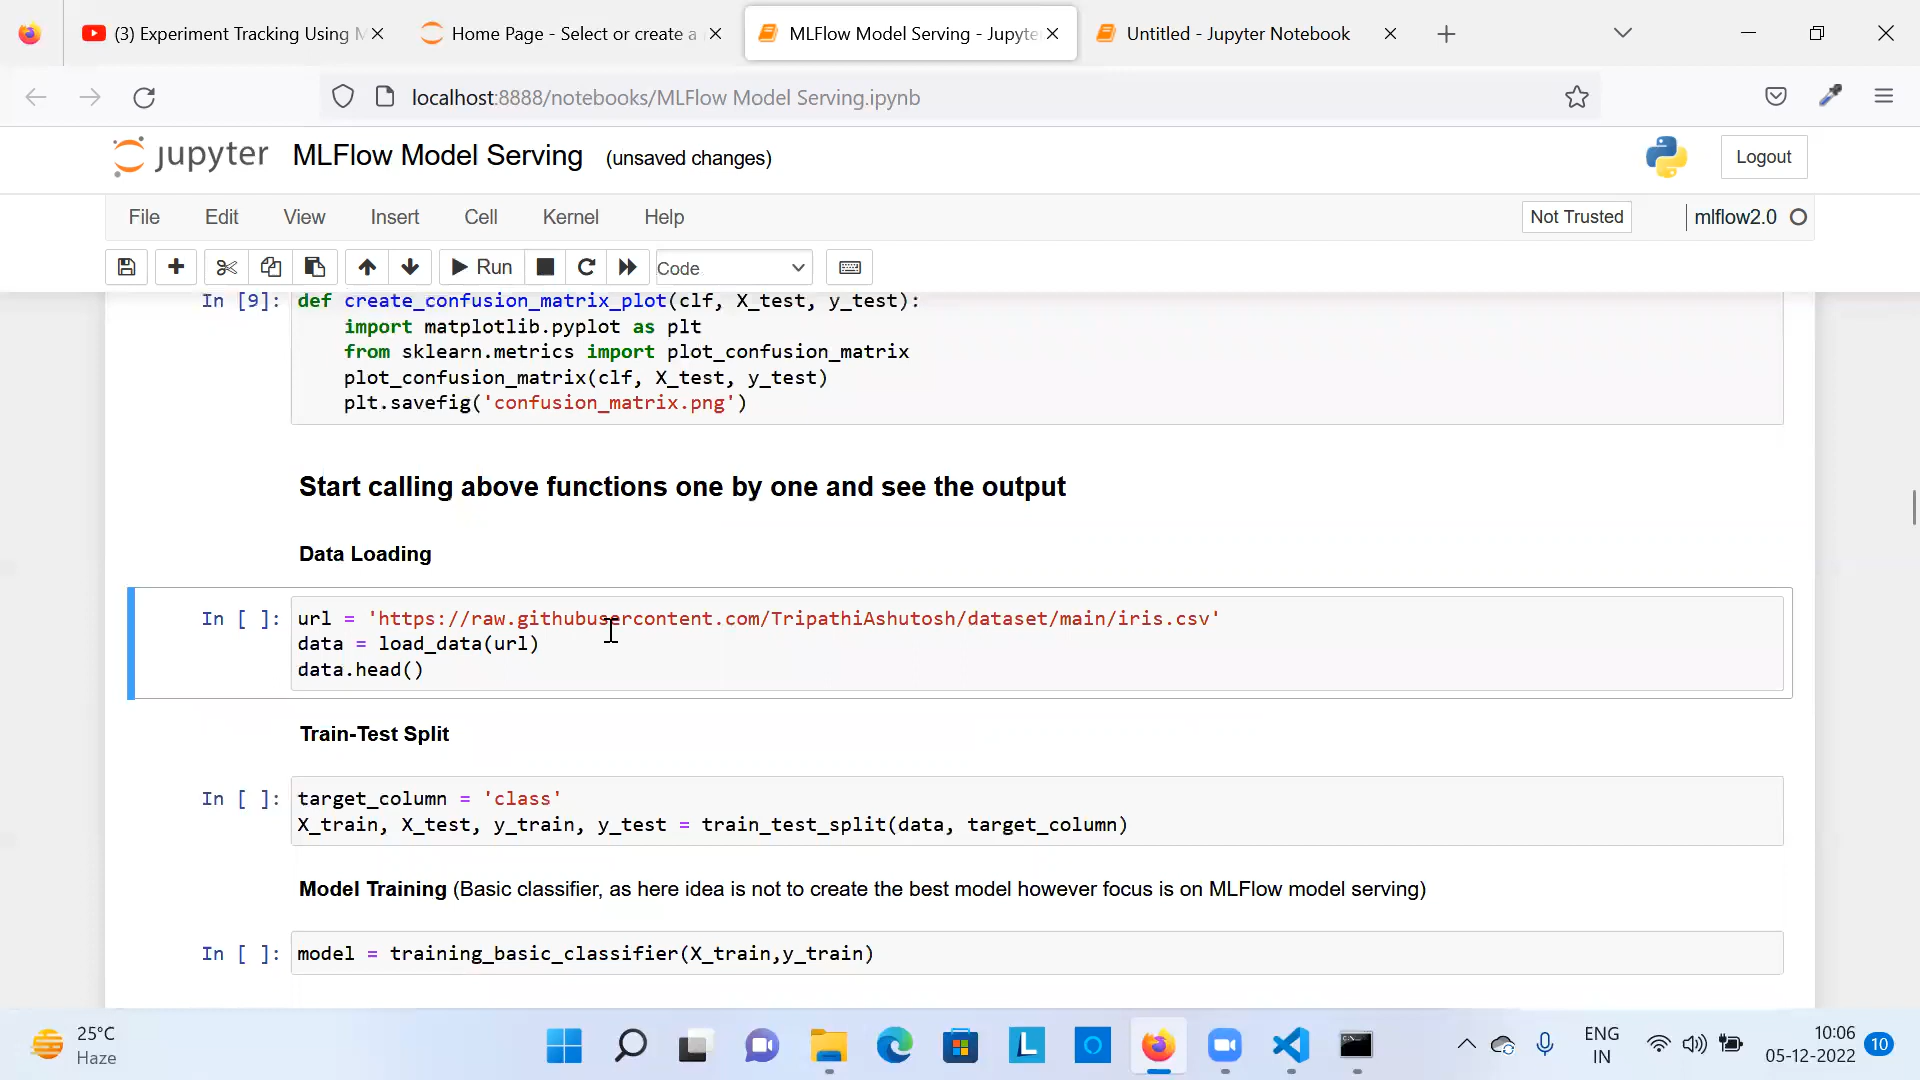 (3) Experiment Tracking Using M
Home Page - Select or create a
MLFlow Model Serving - Jupyte
Untitled - Jupyter Notebook
localhost:8888/notebooks/MLFlow Model Serving.ipynb
jupyter MLFlow Model Serving (unsaved changes)
Logout
File Edit View Insert Cell Kernel Help
Not Trusted
mlflow2.0
Run
Code
In [9]: def create_confusion_matrix_plot(clf, X_test, y_test):
import matplotlib.pyplot as plt
from sklearn.metrics import plot_confusion_matrix
plot_confusion_matrix(clf, X_test, y_test)
plt.savefig('confusion_matrix.png')
Start calling above functions one by one and see the output
Data Loading
In [ ]: url = 'https://raw.githubusercontent.com/TripathiAshutosh/dataset/main/iris.csv'
data = load_data(url)
data.head()
Train-Test Split
In [ ]: target_column = 'class'
X_train, X_test, y_train, y_test = train_test_split(data, target_column)
Model Training (Basic classifier, as here idea is not to create the best model however focus is on MLFlow model serving)
In [ ]: model = training_basic_classifier(X_train,y_train)
25°C
Haze
L
ENG
IN
10:06
05-12-2022
10